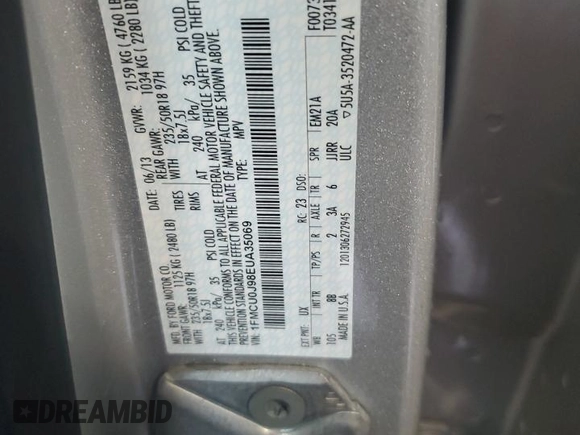 MFD. BY FORD MOTOR CO.
DATE: 06/13 GVWR: 2159 KG ( 4760 LB
FRONT GAWR: 1125 KG ( 2480 LB) REAR GAWR: 1034 KG ( 2280 LB)
235/50R18 97H TIRES WITH 235/50R18 97H
18x7.5J RIMS 18x7.5J
AT 240 kPa/ 35 PSI COLD AT 240 kPa/ 35 PSI COLD
THIS VEHICLE CONFORMS TO ALL APPLICABLE FEDERAL MOTOR VEHICLE SAFETY AND THEFT
PREVENTION STANDARDS IN EFFECT ON THE DATE OF MANUFACTURE SHOWN ABOVE.
VIN: 1FMCU0J98EUA35069 TYPE: MPV
F0073
T0341
EXT PNT: UX RC: 23 DSO:
WB INT TR TP/PS R AXLE TR SPR EM21A
105 BB 2 3A 6 JJRR 20A
MADE IN U.S.A. 1201306272945 ULC ▽5U5A-3520472-AA
DREAMBID